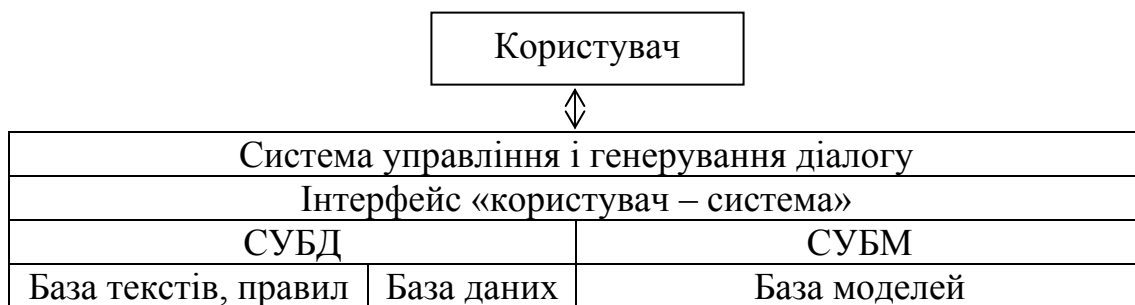 Користувач
Система управління і генерування діалогу
Інтерфейс «користувач – система»
СУБД СУБМ
База текстів, правил База даних База моделей